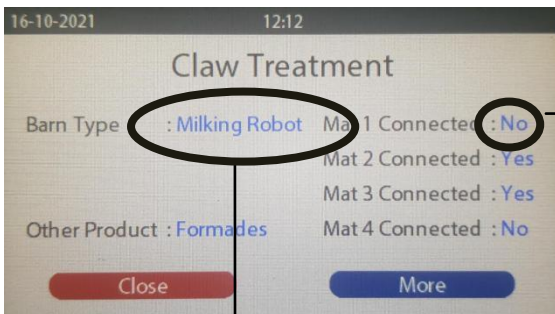 16-10-2021 12:12
Claw Treatment
Barn Type : Milking Robot Mat 1 Connected : No
Mat 2 Connected : Yes
Mat 3 Connected : Yes
Other Product : Formades Mat 4 Connected : No
Close More